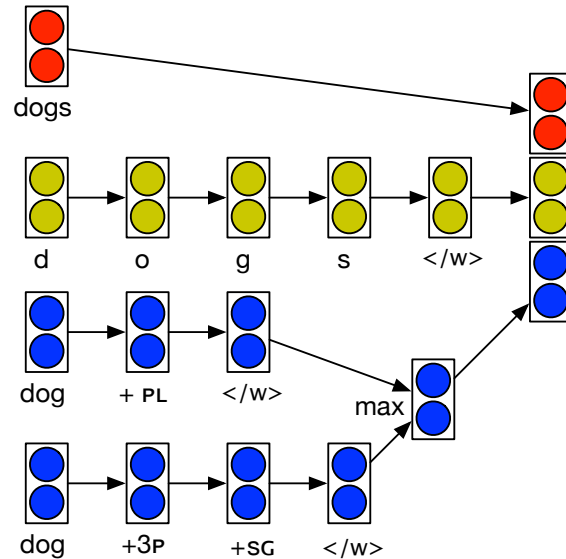 dogs
d o g s </w>
dog + PL </w>
max
dog +3P +SG </w>